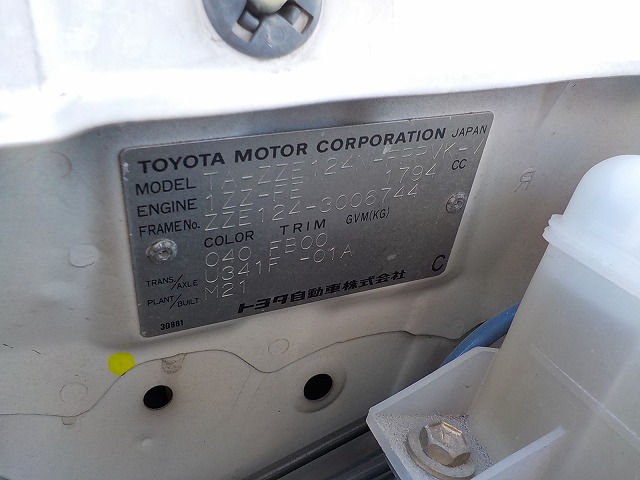 TOYOTA MOTOR CORPORATION JAPAN
MODEL TA-ZZE124N-
ENGINE 1ZZ-FE 1794 CC
FRAME No. ZZE124-3006744
COLOR TRIM GVM(KG)
040 FB00
TRANS./AXLE U341F -01A
PLANT/BUILT M21
トヨタ自動車株式会社 C
30881